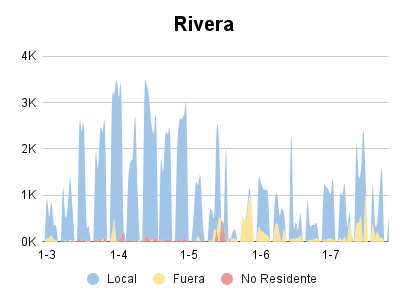 Rivera
4K
3K
2K
1K
0K
1-3 1-4 1-5 1-6 1-7
Local Fuera No Residente